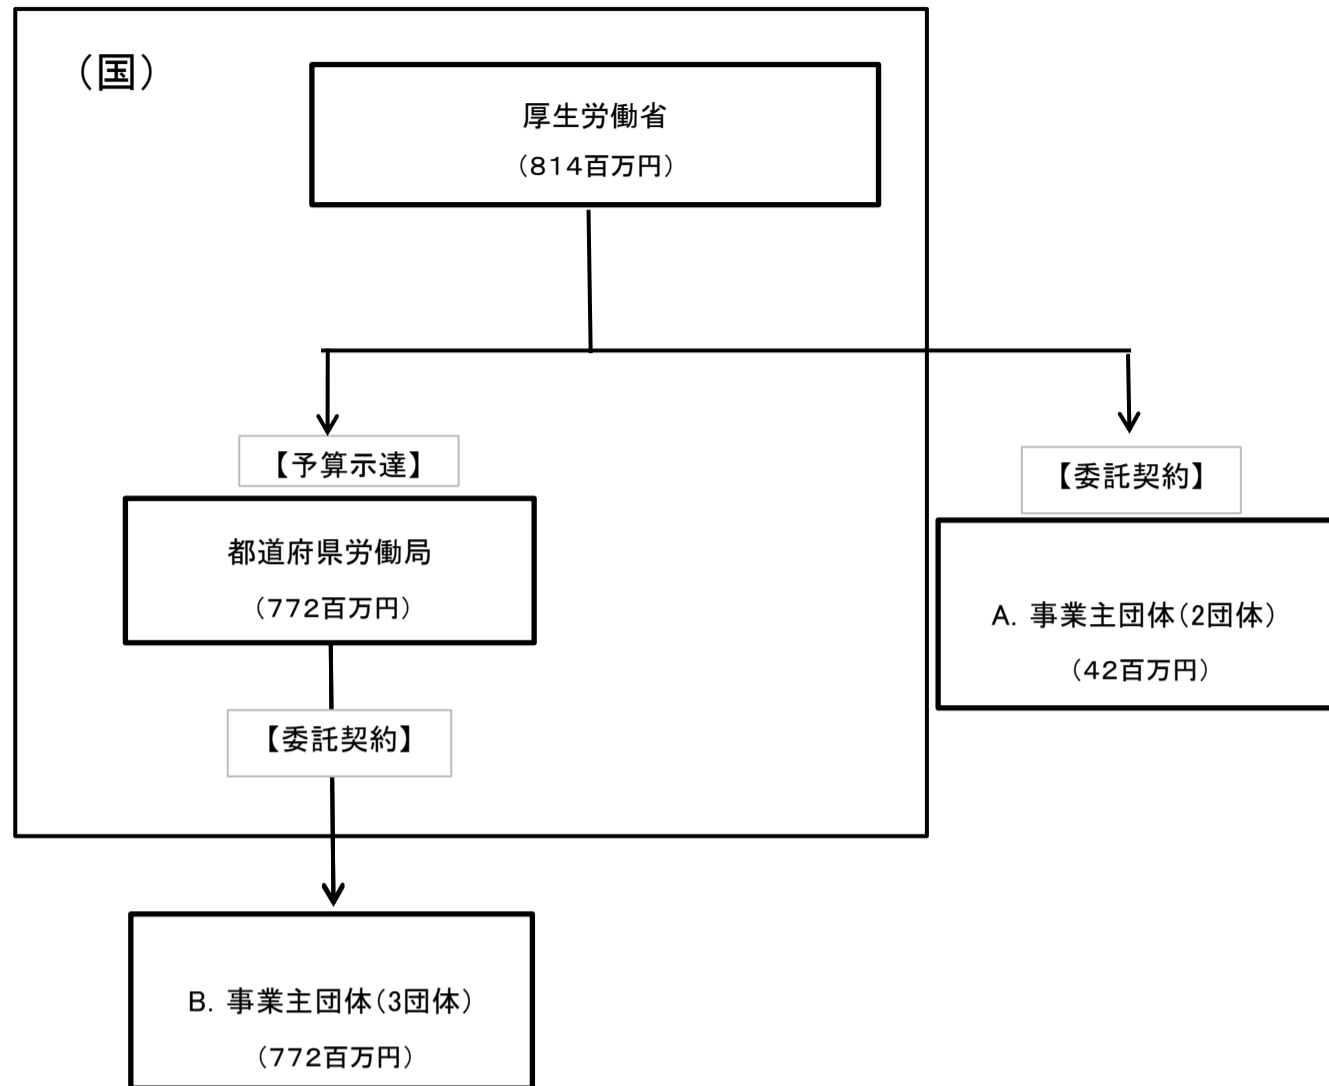 （国）
厚生労働省
（814百万円）
【予算示達】
【委託契約】
都道府県労働局
（772百万円）
A. 事業主団体（2団体）
（42百万円）
【委託契約】
B. 事業主団体（3団体）
（772百万円）